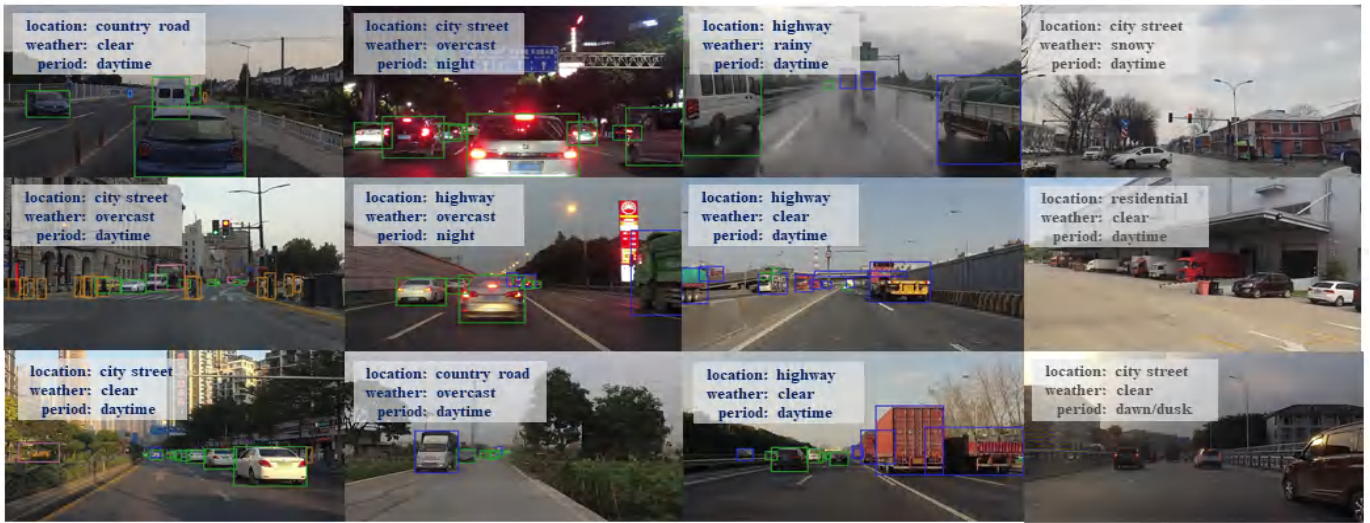 location: country road
weather: clear
period: daytime
location: city street
weather: overcast
period: night
location: highway
weather: rainy
period: daytime
location: city street
weather: snowy
period: daytime
location: city street
weather: overcast
period: daytime
location: highway
weather: overcast
period: night
location: highway
weather: clear
period: daytime
location: residential
weather: clear
period: daytime
location: city street
weather: clear
period: daytime
location: country road
weather: overcast
period: daytime
location: highway
weather: clear
period: daytime
location: city street
weather: clear
period: dawn/dusk